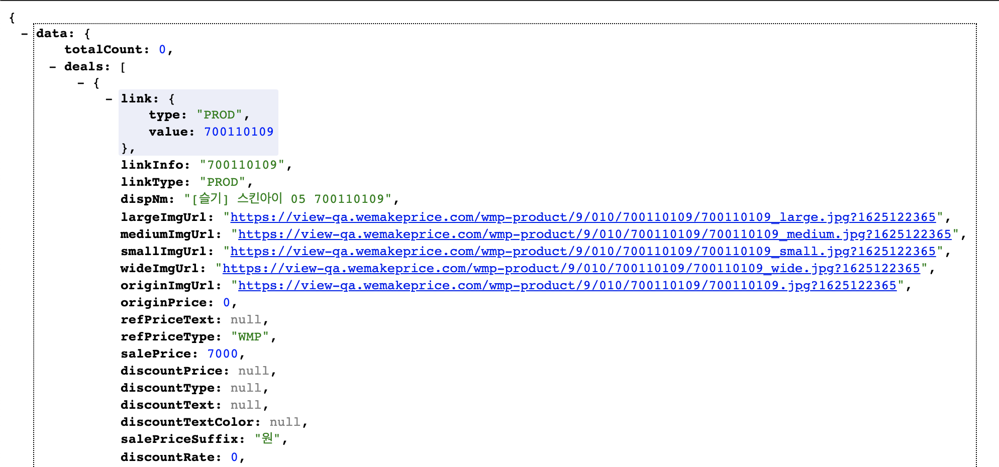 {
- data: {
totalCount: 0,
- deals: [
- {
- link: {
type: "PROD",
value: 700110109
},
linkInfo: "700110109",
linkType: "PROD",
dispNm: "[슬기] 스킨아이 05 700110109",
largeImgUrl: "https://view-qa.wemakeprice.com/wmp-product/9/010/700110109/700110109_large.jpg?1625122365",
mediumImgUrl: "https://view-qa.wemakeprice.com/wmp-product/9/010/700110109/700110109_medium.jpg?1625122365",
smallImgUrl: "https://view-qa.wemakeprice.com/wmp-product/9/010/700110109/700110109_small.jpg?1625122365",
wideImgUrl: "https://view-qa.wemakeprice.com/wmp-product/9/010/700110109/700110109_wide.jpg?1625122365",
originImgUrl: "https://view-qa.wemakeprice.com/wmp-product/9/010/700110109/700110109.jpg?1625122365",
originPrice: 0,
refPriceText: null,
refPriceType: "WMP",
salePrice: 7000,
discountPrice: null,
discountType: null,
discountText: null,
discountTextColor: null,
salePriceSuffix: "원",
discountRate: 0,